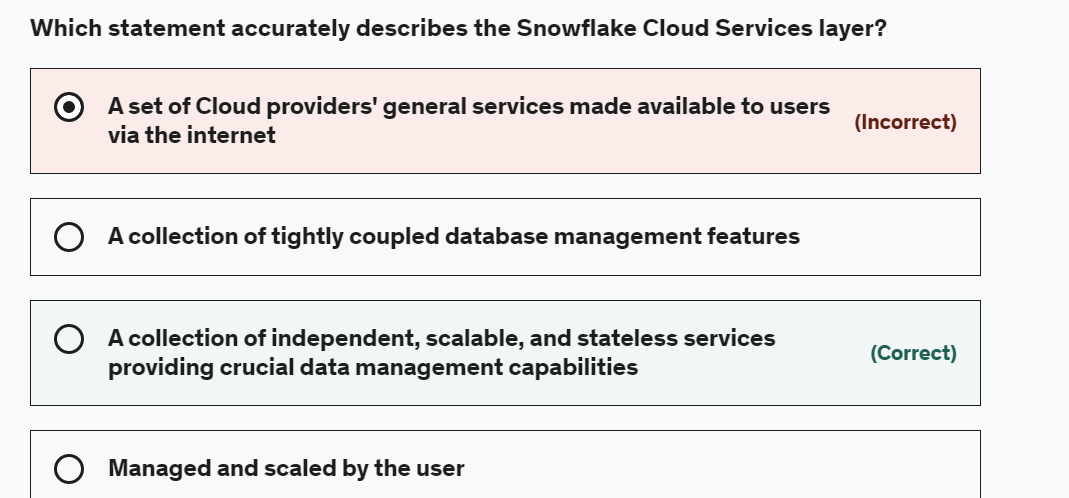 Which statement accurately describes the Snowflake Cloud Services layer?
A set of Cloud providers' general services made available to users
via the internet
(Incorrect)
A collection of tightly coupled database management features
A collection of independent, scalable, and stateless services
providing crucial data management capabilities
(Correct)
Managed and scaled by the user